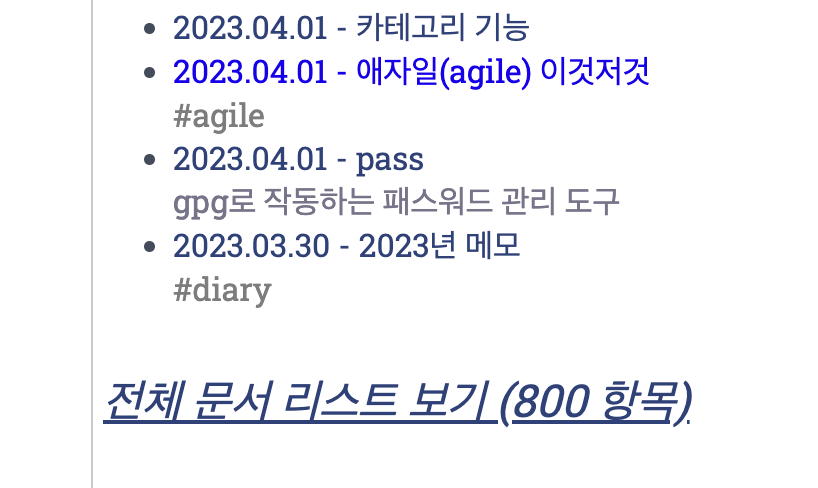 2023.04.01 - 카테고리 기능
2023.04.01 - 애자일(agile) 이것저것
#agile
2023.04.01 - pass
gpg로 작동하는 패스워드 관리 도구
2023.03.30 - 2023년 메모
#diary
전체 문서 리스트 보기 (800 항목)